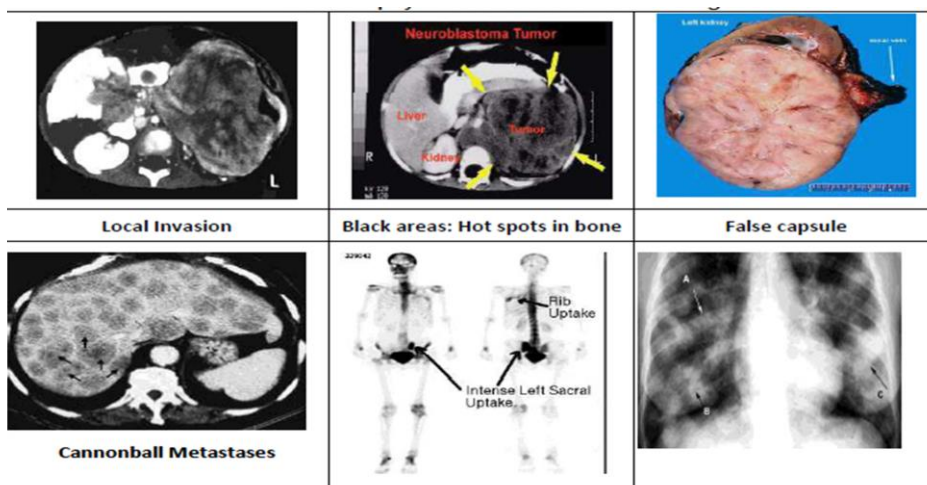 Neuroblastoma Tumor
Left kidney
Liver
Tumor
Kidney
R
L
Local Invasion
Black areas: Hot spots in bone
False capsule
Rib
Uptake
Intense Left Sacral
Uptake
A
B
C
Cannonball Metastases